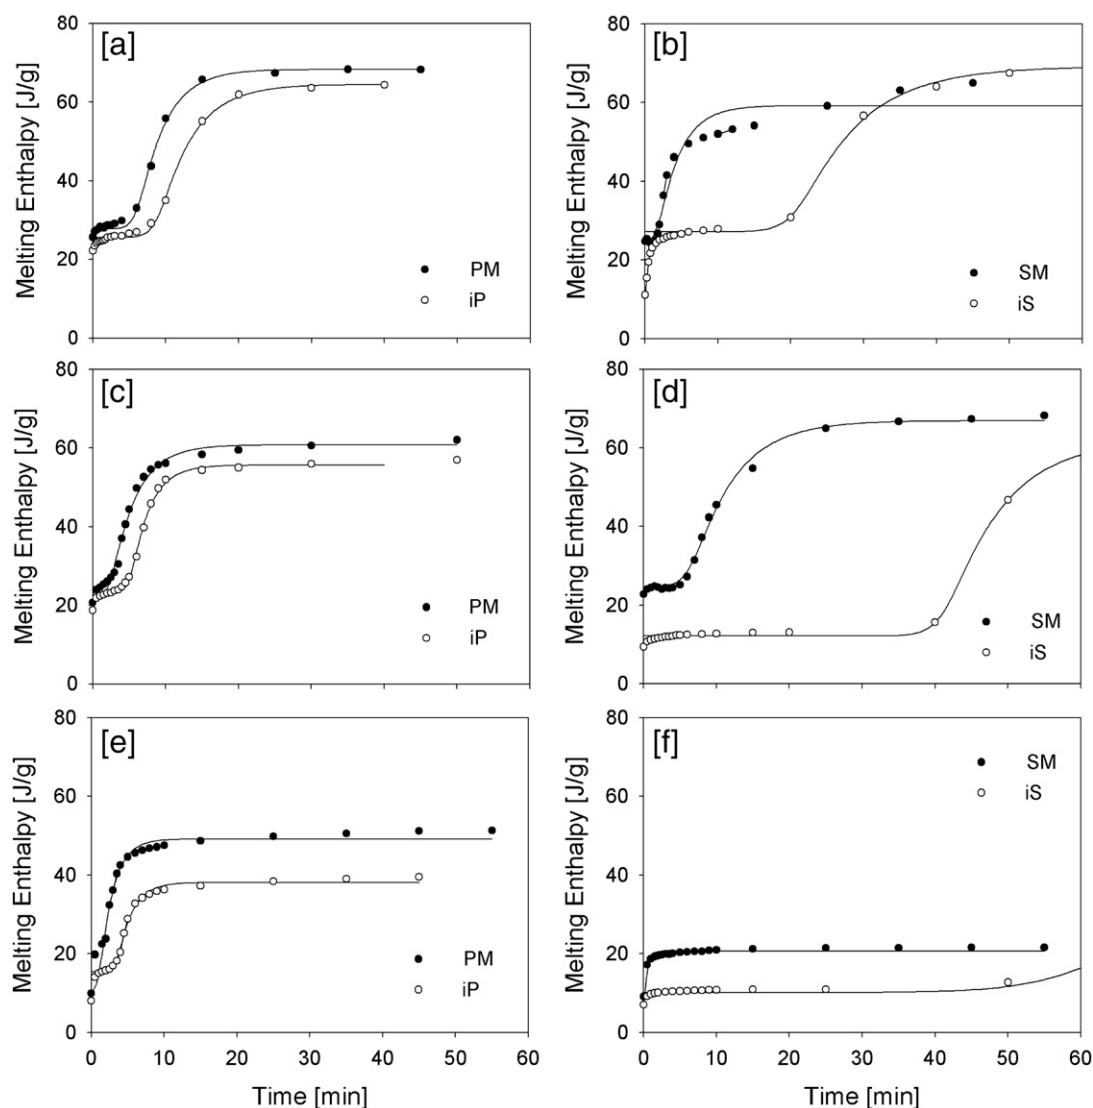 [a]
Melting Enthalpy [J/g]
80
60
40
20
0
PM
iP
[b]
Melting Enthalpy [J/g]
80
60
40
20
0
SM
iS
[c]
Melting Enthalpy [J/g]
80
60
40
20
0
PM
iP
[d]
Melting Enthalpy [J/g]
80
60
40
20
0
SM
iS
[e]
Melting Enthalpy [J/g]
80
60
40
20
0
PM
iP
0 10 20 30 40 50 60
Time [min]
[f]
Melting Enthalpy [J/g]
80
60
40
20
0
SM
iS
0 10 20 30 40 50 60
Time [min]